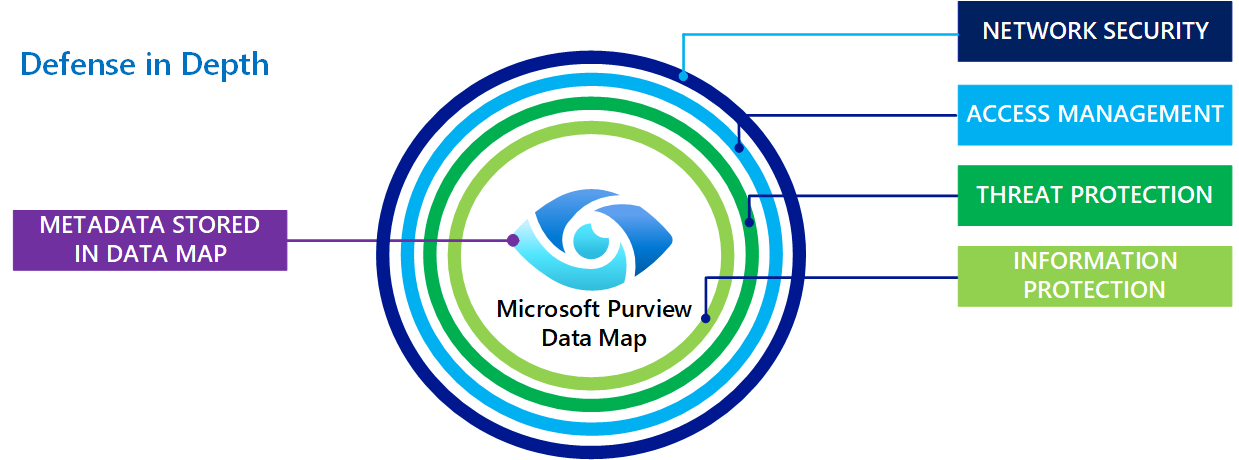 Defense in Depth
NETWORK SECURITY
ACCESS MANAGEMENT
THREAT PROTECTION
METADATA STORED
IN DATA MAP
INFORMATION
PROTECTION
Microsoft Purview
Data Map